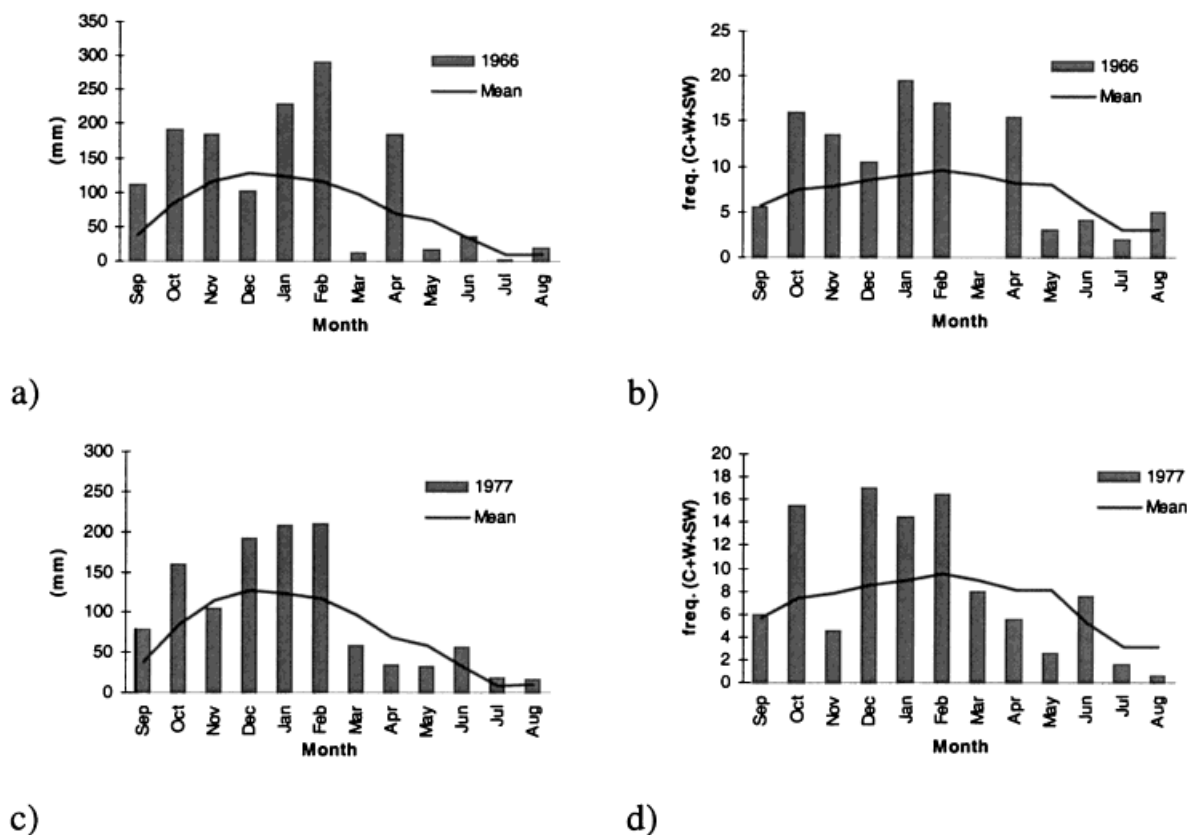 350
300
250
200
150
100
50
0
(mm)
1966
Mean
Sep Oct Nov Dec Jan Feb Mar Apr May Jun Jul Aug
Month
a)
25
20
15
10
5
0
freq. (C+W+SW)
1966
Mean
Sep Oct Nov Dec Jan Feb Mar Apr May Jun Jul Aug
Month
b)
300
250
200
150
100
50
0
(mm)
1977
Mean
Sep Oct Nov Dec Jan Feb Mar Apr May Jun Jul Aug
Month
c)
20
18
16
14
12
10
8
6
4
2
0
freq. (C+W+SW)
1977
Mean
Sep Oct Nov Dec Jan Feb Mar Apr May Jun Jul Aug
Month
d)